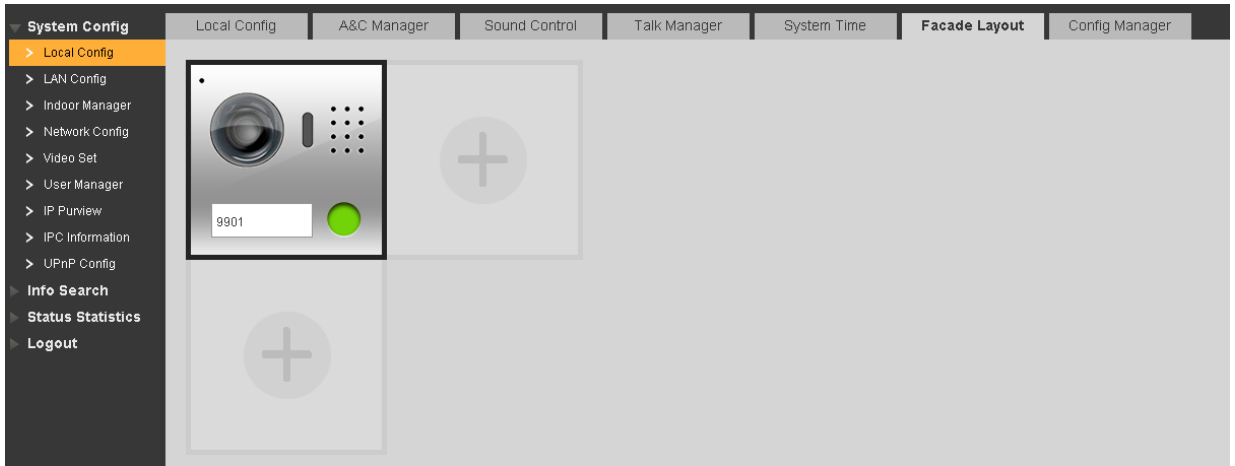 System Config
Local Config
LAN Config
Indoor Manager
Network Config
Video Set
User Manager
IP Purview
IPC Information
UPnP Config
Info Search
Status Statistics
Logout
Local Config A&C Manager Sound Control Talk Manager System Time Facade Layout Config Manager
9901